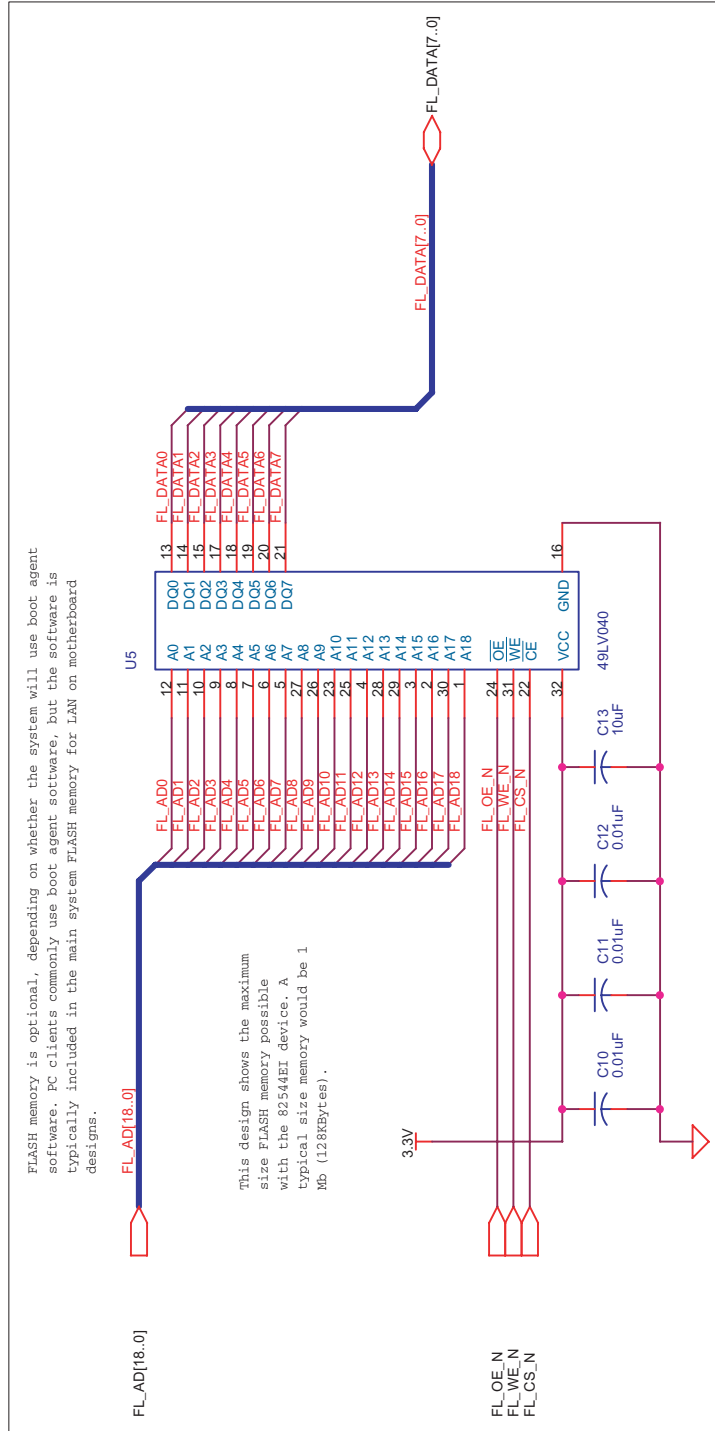 FLASH memory is optional, depending on whether the system will use boot agent
software. PC clients commonly use boot agent sottware, but the software is
typically included in the main system FLASH memory for LAN on motherboard
designs.
FL_AD[18..0]
FL_AD[18..0]
This design shows the maximum
size FLASH memory possible
with the 82544EI device. A
typical size memory would be 1
Mb (128KBytes).
U5
FL_AD0 12 A0
FL_AD1 11 A1
FL_AD2 10 A2
FL_AD3 9 A3
FL_AD4 8 A4
FL_AD5 7 A5
FL_AD6 6 A6
FL_AD7 5 A7
FL_AD8 27 A8
FL_AD9 26 A9
FL_AD10 23 A10
FL_AD11 25 A11
FL_AD12 4 A12
FL_AD13 28 A13
FL_AD14 29 A14
FL_AD15 3 A15
FL_AD16 2 A16
FL_AD17 30 A17
FL_AD18 1 A18
DQ0 13 FL_DATA0
DQ1 14 FL_DATA1
DQ2 15 FL_DATA2
DQ3 17 FL_DATA3
DQ4 18 FL_DATA4
DQ5 19 FL_DATA5
DQ6 20 FL_DATA6
DQ7 21 FL_DATA7
FL_DATA[7..0]
FL_DATA[7..0]
FL_OE_N FL_OE_N 24 OE
FL_WE_N FL_WE_N 31 WE
FL_CS_N FL_CS_N 22 CE
3.3V
32 VCC GND 16
49LV040
C10
0.01uF
C11
0.01uF
C12
0.01uF
C13
10uF